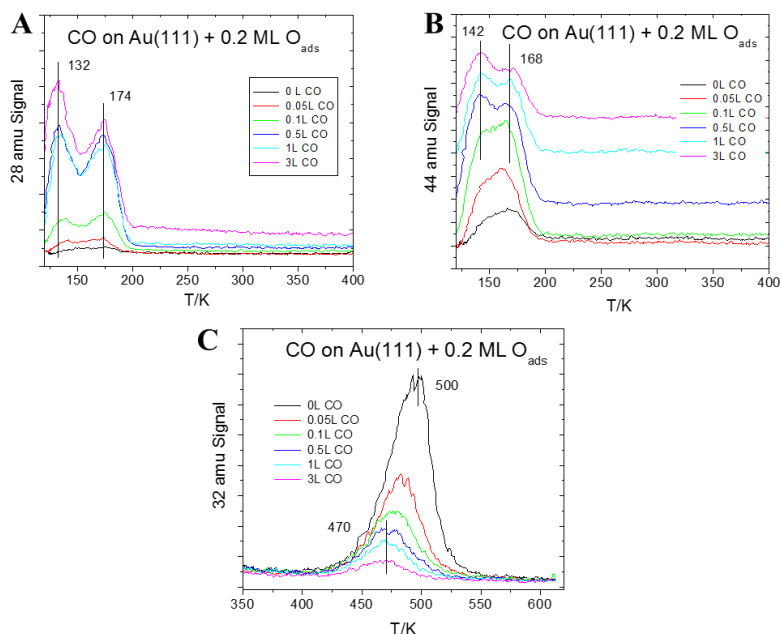 A
CO on Au(111) + 0.2 ML Oads
132
174
0 L CO
0.05L CO
0.1L CO
0.5L CO
1L CO
3L CO
28 amu Signal
150 200 250 300 350 400
T/K
B
CO on Au(111) + 0.2 ML Oads
142
168
0L CO
0.05L CO
0.1L CO
0.5L CO
1L CO
3L CO
44 amu Signal
150 200 250 300 350 400
T/K
C
CO on Au(111) + 0.2 ML Oads
500
0L CO
0.05L CO
0.1L CO
0.5L CO
1L CO
3L CO
470
32 amu Signal
350 400 450 500 550 600
T/K